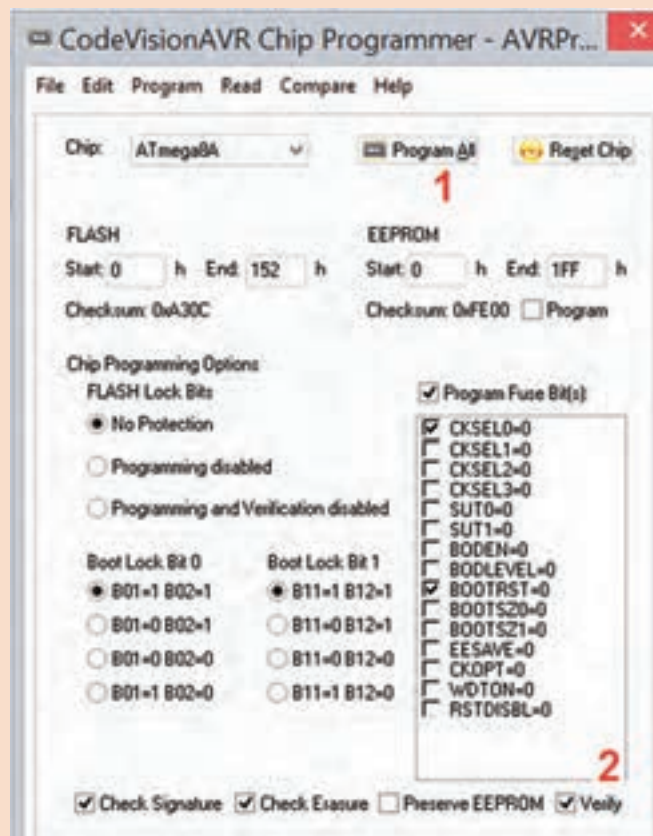 CodeVisionAVR Chip Programmer - AVRPr...
File Edit Program Read Compare Help
Chip: ATmega8A Program All Reset Chip
1
FLASH EEPROM
Start: 0 h End: 152 h Start: 0 h End: 1FF h
Checksum: 0xA30C Checksum: 0xFE00 Program
Chip Programming Options
FLASH Lock Bits Program Fuse Bit(s):
No Protection
Programming disabled
Programming and Verification disabled
Boot Lock Bit 0 Boot Lock Bit 1
B01=1 B02=1 B11=1 B12=1
B01=0 B02=1 B11=0 B12=1
B01=0 B02=0 B11=0 B12=0
B01=1 B02=0 B11=1 B12=0
CKSEL0=0
CKSEL1=0
CKSEL2=0
CKSEL3=0
SUT0=0
SUT1=0
BODEN=0
BODLEVEL=0
BOOTRST=0
BOOTSZ0=0
BOOTSZ1=0
EESAVE=0
CKOPT=0
WDTON=0
RSTDISBL=0
2
Check Signature Check Erasure Preserve EEPROM Verify